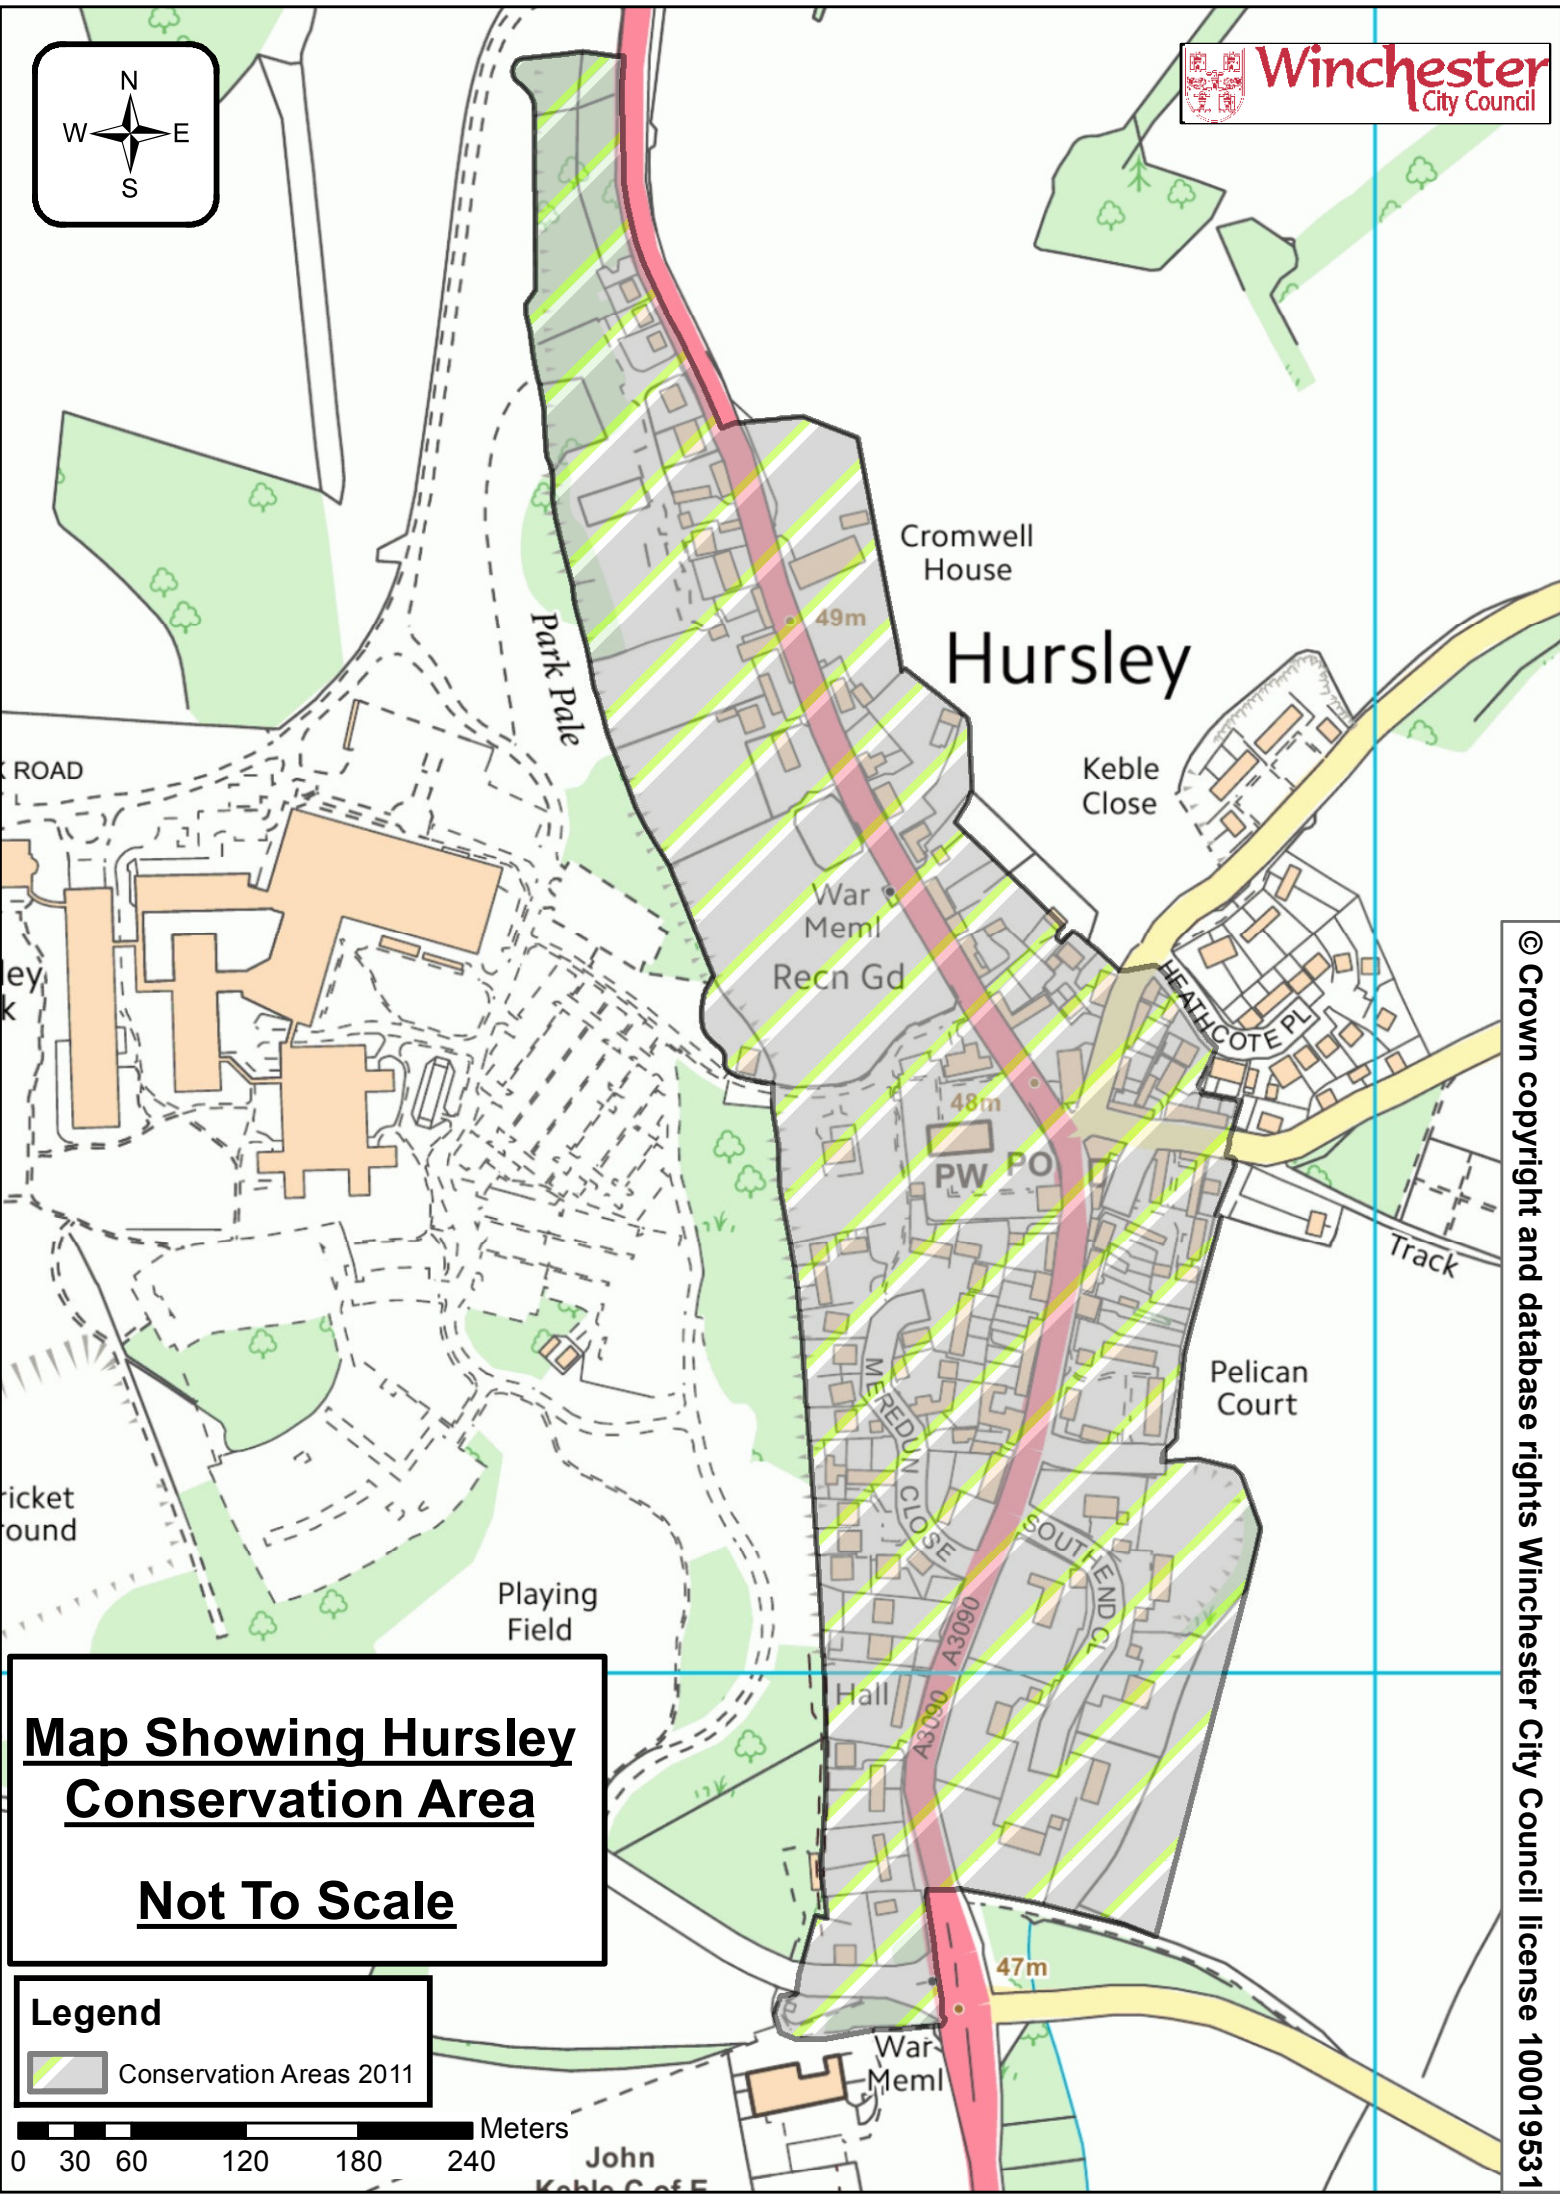 N
W E
S
Winchester
City Council
Cromwell
House
49m
Park Pale
Hursley
Keble
Close
ROAD
War
Meml
Recn Gd
HEATHCOTE PL
48m
PW
PO
Track
MEREDUN CLOSE
Pelican
Court
SOUTHEND CL
Playing
Field
A3090
A3090
Hall
Map Showing Hursley
Conservation Area
Not To Scale
47m
War
Meml
Legend
Conservation Areas 2011
Meters
0 30 60 120 180 240
John
Keble C of E
© Crown copyright and database rights Winchester City Council license 100019531